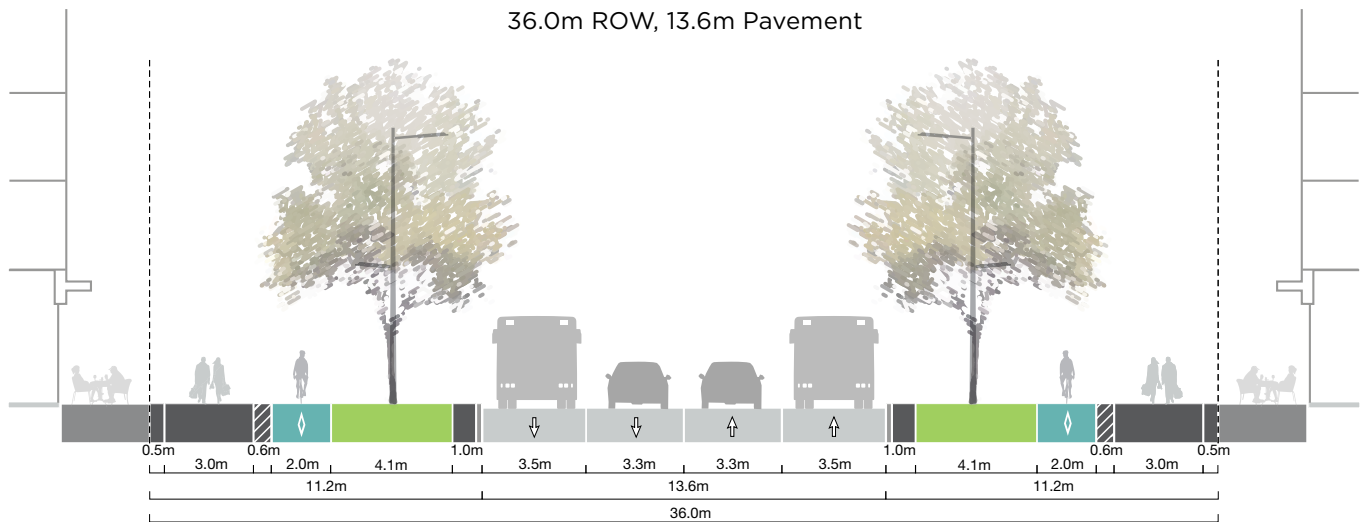 36.0m ROW, 13.6m Pavement
0.5m 0.6m 1.0m 1.0m 0.6m 0.5m
3.0m 2.0m 4.1m 3.5m 3.3m 3.3m 3.5m 4.1m 2.0m 3.0m
11.2m 13.6m 11.2m
36.0m